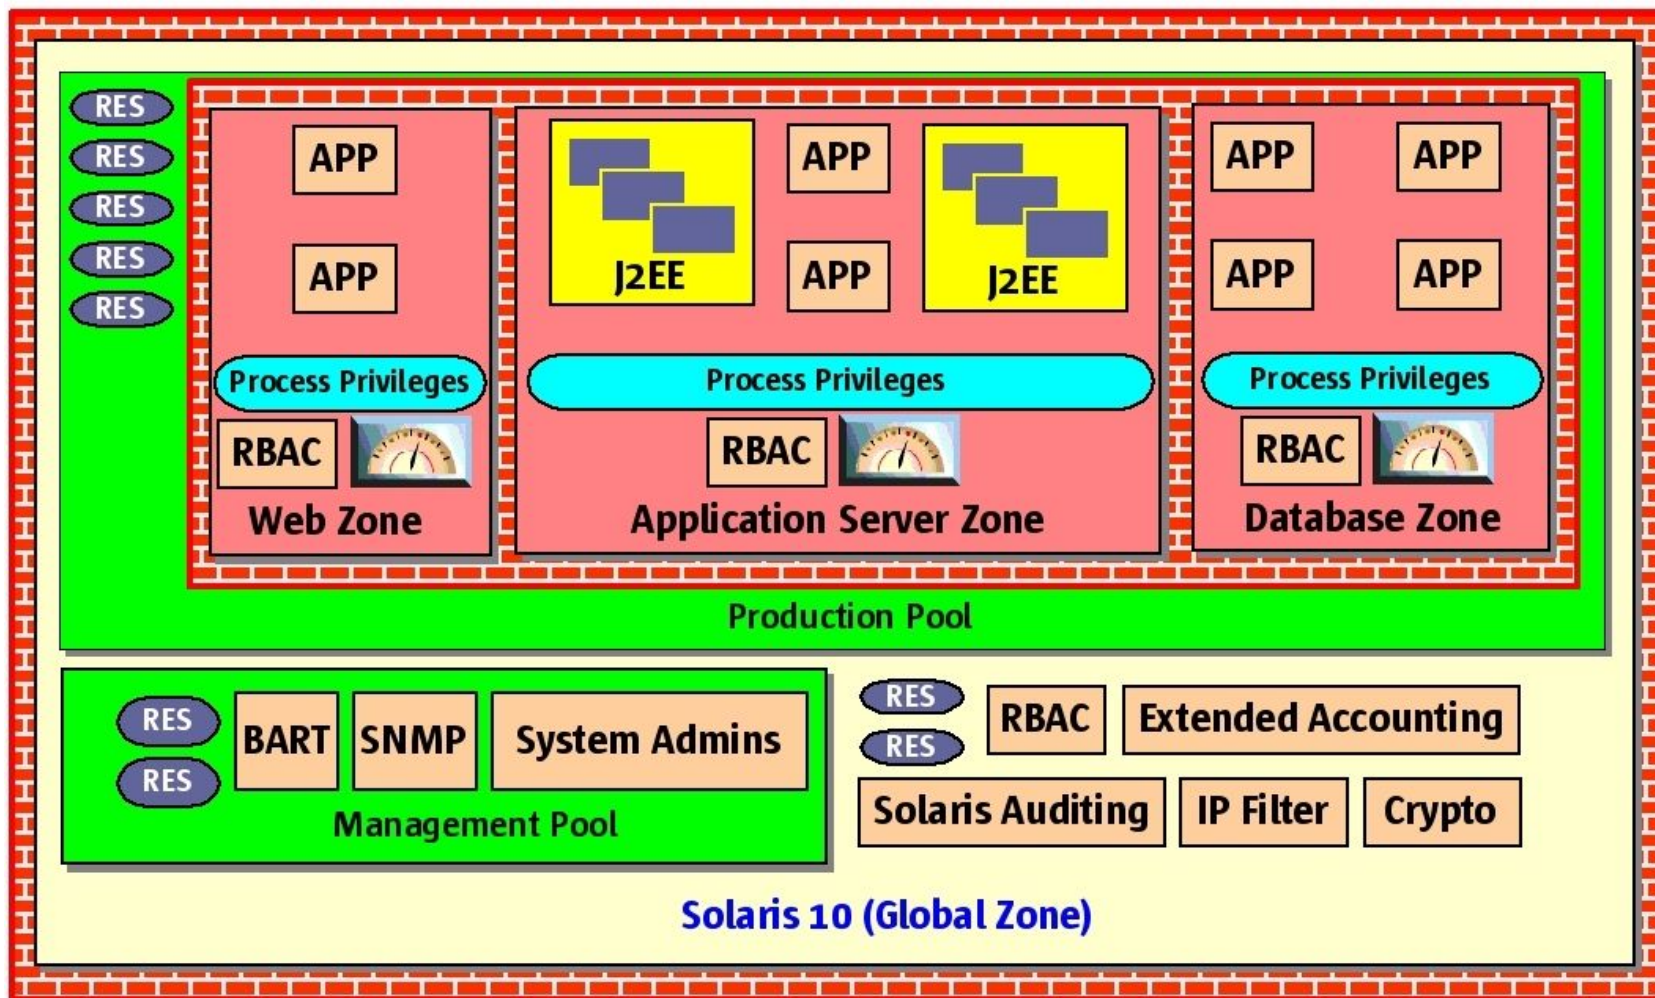 RES
RES
RES
RES
RES
APP
APP
Process Privileges
RBAC
Web Zone
J2EE
APP
APP
J2EE
Process Privileges
RBAC
Application Server Zone
APP
APP
APP
APP
Process Privileges
RBAC
Database Zone
Production Pool
RES
RES
BART
SNMP
System Admins
Management Pool
RES
RES
RBAC
Extended Accounting
Solaris Auditing
IP Filter
Crypto
Solaris 10 (Global Zone)